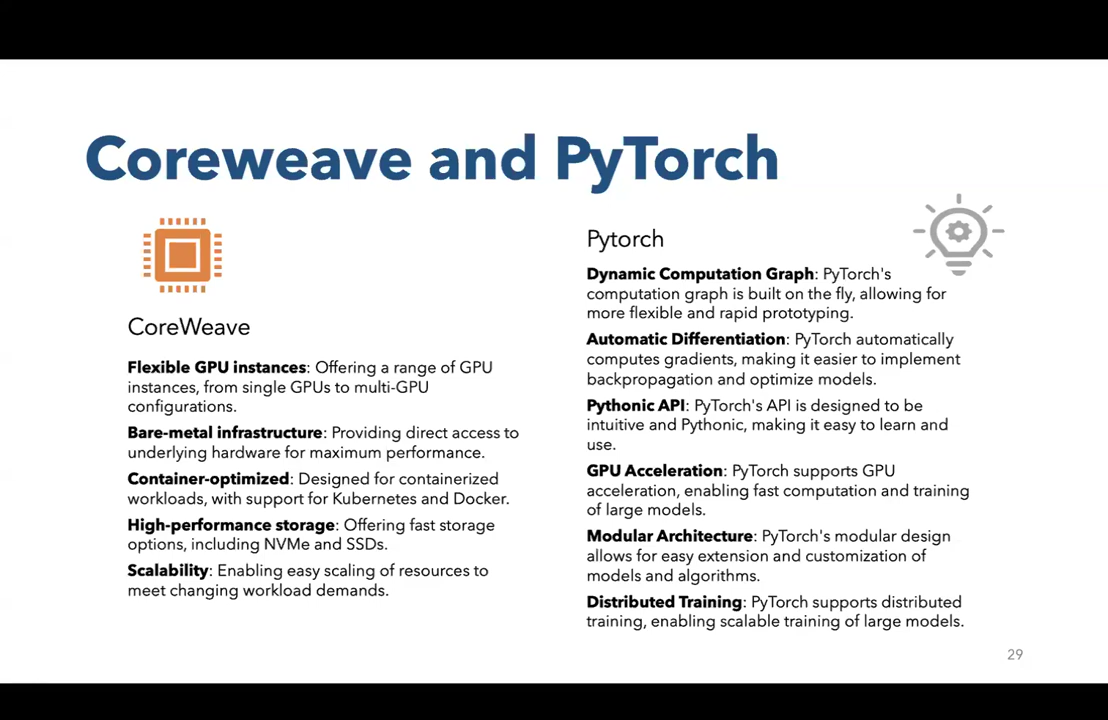 Coreweave and PyTorch
CoreWeave
Flexible GPU instances: Offering a range of GPU
instances, from single GPUs to multi-GPU
configurations.
Bare-metal infrastructure: Providing direct access to
underlying hardware for maximum performance.
Container-optimized: Designed for containerized
workloads, with support for Kubernetes and Docker.
High-performance storage: Offering fast storage
options, including NVMe and SSDs.
Scalability: Enabling easy scaling of resources to
meet changing workload demands.
Pytorch
Dynamic Computation Graph: PyTorch's
computation graph is built on the fly, allowing for
more flexible and rapid prototyping.
Automatic Differentiation: PyTorch automatically
computes gradients, making it easier to implement
backpropagation and optimize models.
Pythonic API: PyTorch's API is designed to be
intuitive and Pythonic, making it easy to learn and
use.
GPU Acceleration: PyTorch supports GPU
acceleration, enabling fast computation and training
of large models.
Modular Architecture: PyTorch's modular design
allows for easy extension and customization of
models and algorithms.
Distributed Training: PyTorch supports distributed
training, enabling scalable training of large models.
29